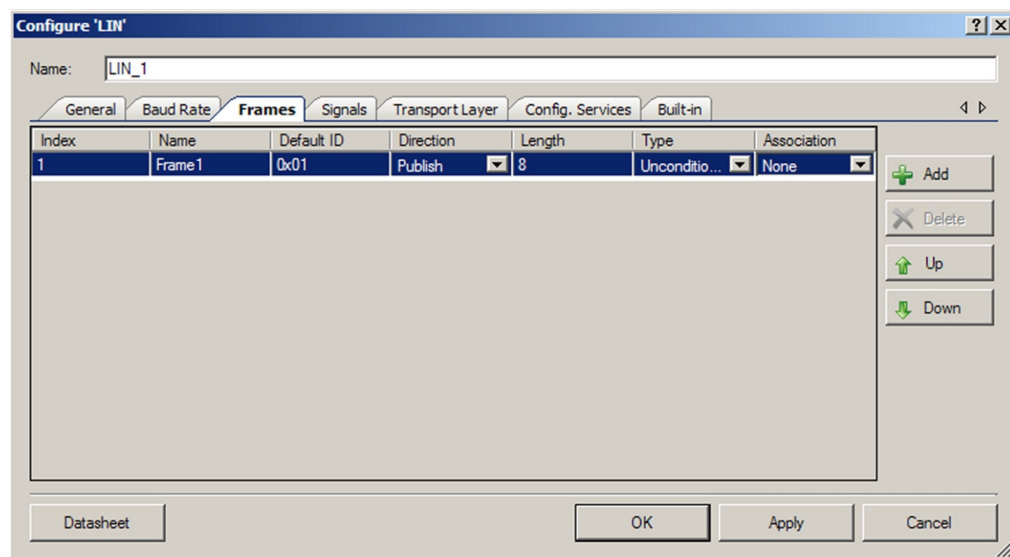 Configure 'LIN'
Name: LIN_1
General Baud Rate Frames Signals Transport Layer Config. Services Built-in
Index Name Default ID Direction Length Type Association
1 Frame1 0x01 Publish 8 Unconditio... None
Add
Delete
Up
Down
Datasheet OK Apply Cancel